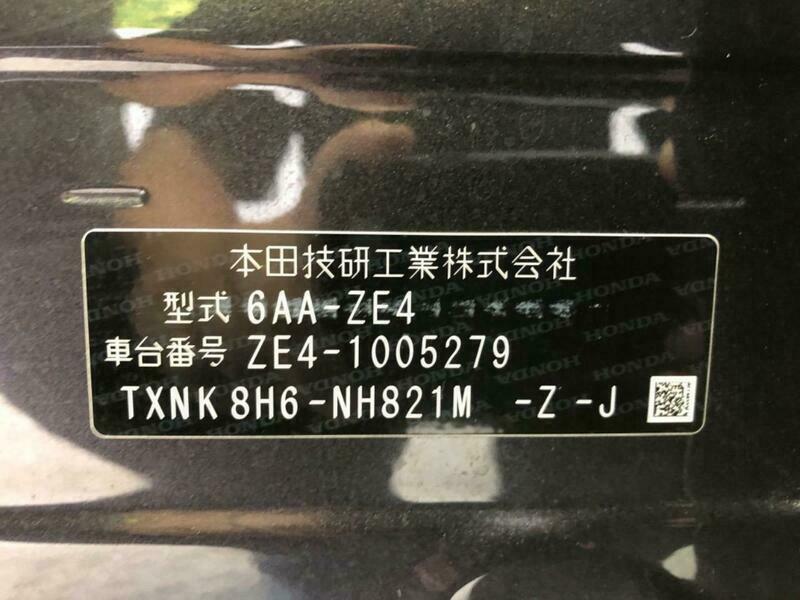 本田技研工業株式会社
型式 6AA-ZE4
車台番号 ZE4-1005279
TXNK8H6-NH821M -Z-J